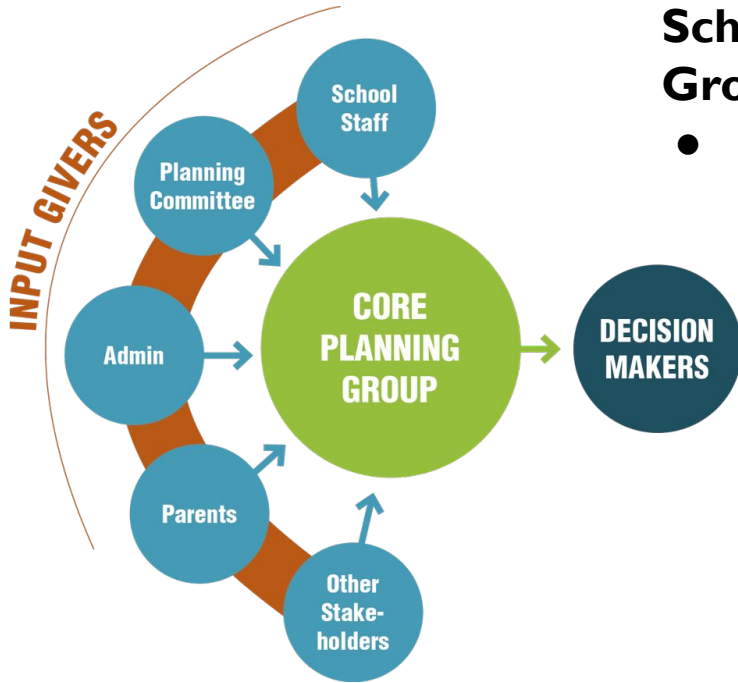 Sch
Gro
•
INPUT GIVERS
School
Staff
Planning
Committee
Admin
Parents
Other
Stake-
holders
CORE
PLANNING
GROUP
DECISION
MAKERS